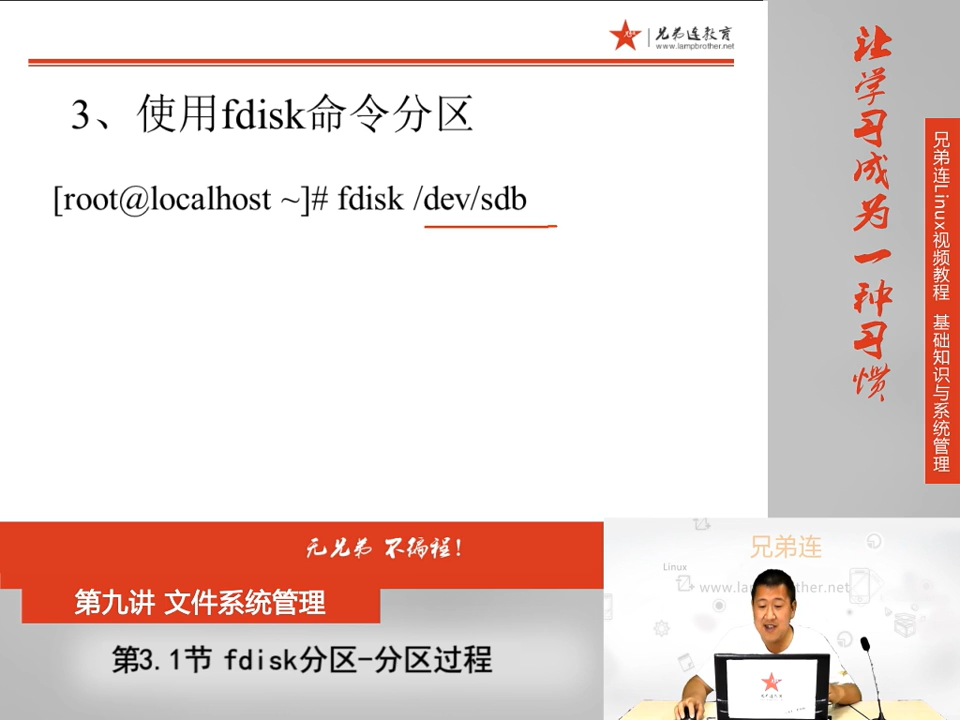 兄弟连教育
www.lampbrother.net
3、使用fdisk命令分区
[root@localhost ~]# fdisk /dev/sdb
让学习成为一种习惯
兄弟连Linux视频教程 基础知识与系统管理
无兄弟 不编程!
第九讲 文件系统管理
第3.1节 fdisk分区-分区过程
兄弟连
Linux